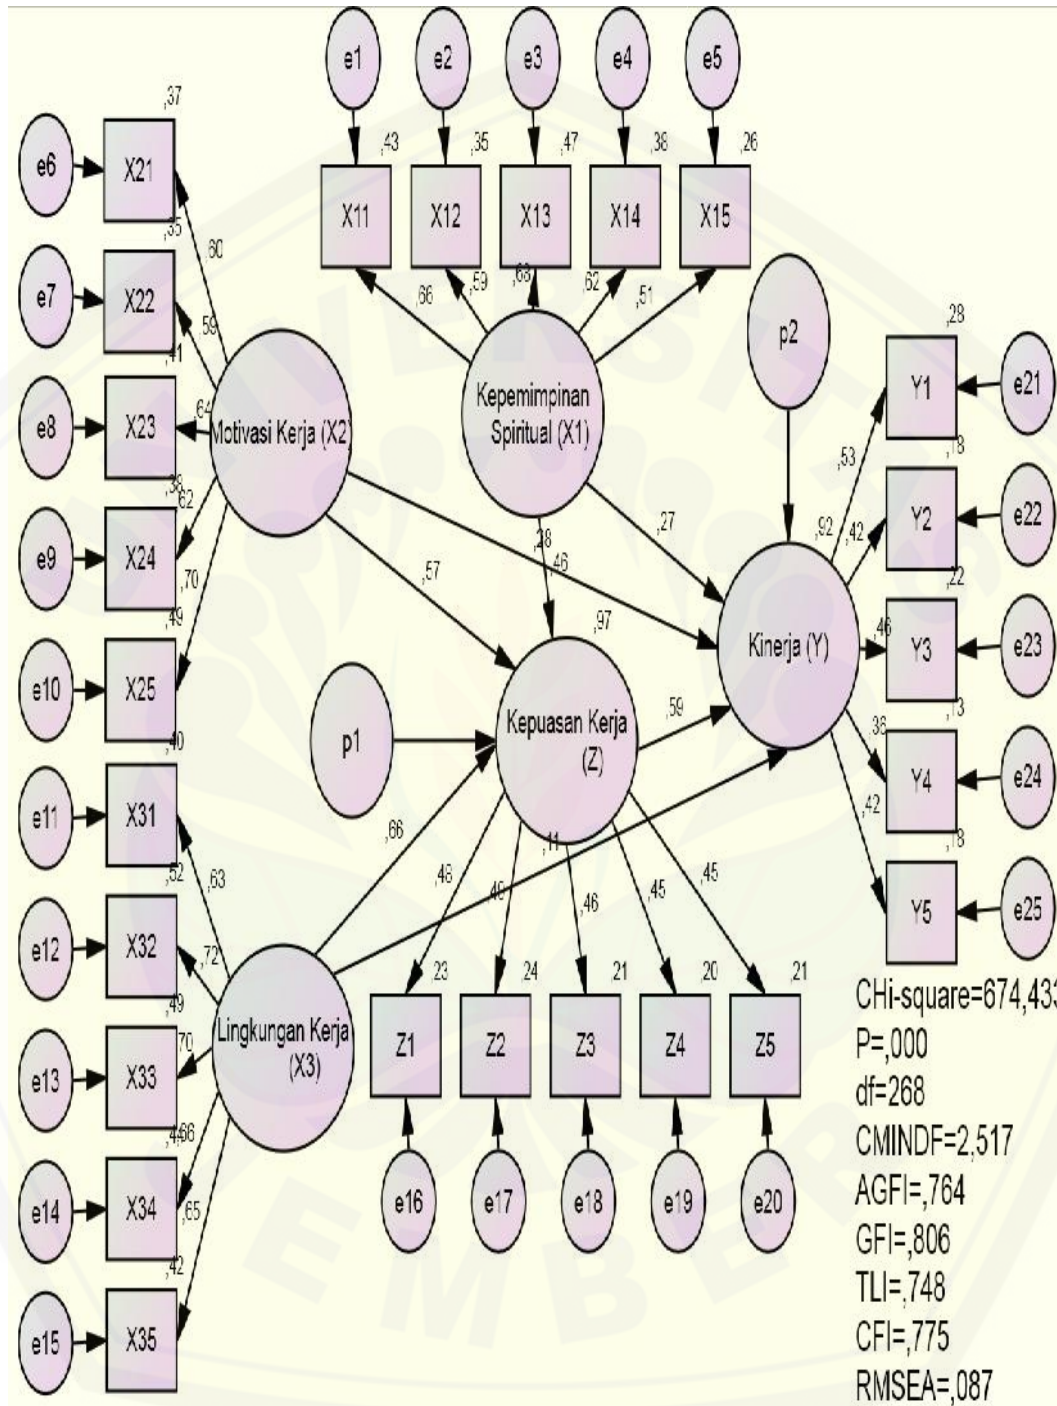 e1
e2
e3
e4
e5
,43
,35
,47
,38
,26
X11
X12
X13
X14
X15
,66
,59
,68
,62
,51
Kepemimpinan
Spiritual (X1)
,37
e6
X21
,35
,60
e7
X22
,59
,41
e8
X23
,64
Motivasi Kerja (X2)
,38
,62
e9
X24
,70
,49
e10
X25
,40
e11
X31
,52
,63
e12
X32
,72
,49
e13
X33
,70
Lingkungan Kerja
(X3)
,44
,66
e14
X34
,65
,42
e15
X35
p2
,27
,28
,46
,57
,97
p1
Kepuasan Kerja
(Z)
,59
,66
,11
,48
,49
,46
,45
,45
,23
,24
,21
,20
,21
Z1
Z2
Z3
Z4
Z5
e16
e17
e18
e19
e20
Kinerja (Y)
,92
,53
,42
,46
,42
,28
Y1
e21
,18
Y2
e22
,22
Y3
e23
,13
Y4
e24
,18
Y5
e25
CHi-square=674,433
P=,000
df=268
CMINDF=2,517
AGFI=,764
GFI=,806
TLI=,748
CFI=,775
RMSEA=,087
UNIVERSITAS
JEMBER